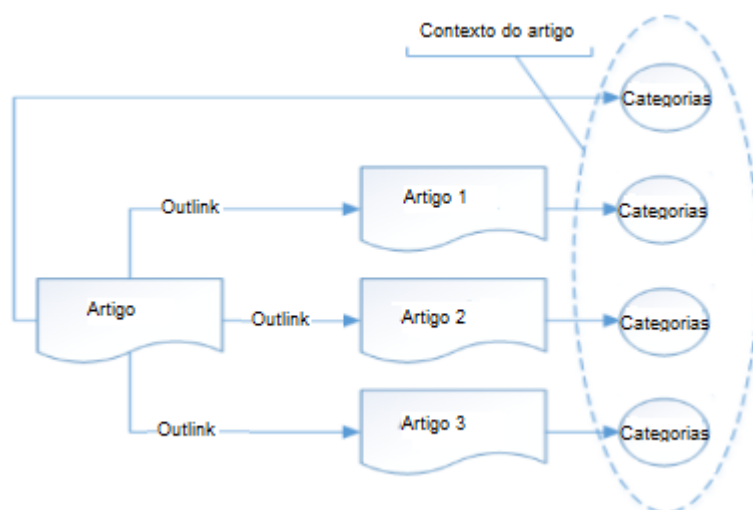 Contexto do artigo
Categorias
Artigo 1
Outlink
Categorias
Artigo
Outlink
Artigo 2
Categorias
Outlink
Artigo 3
Categorias